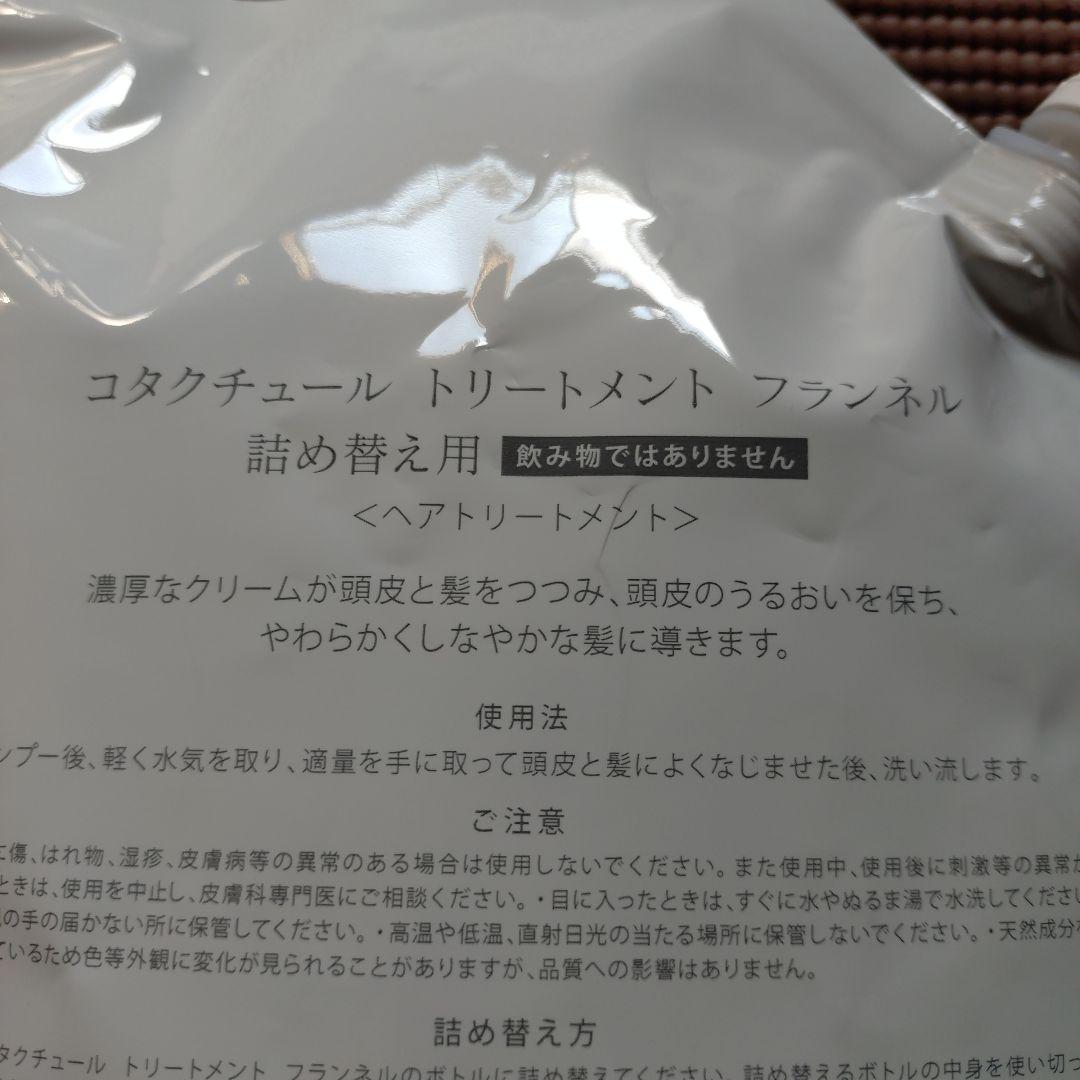 コタクチュール トリートメント フランネル
詰め替え用 飲み物ではありません
＜ヘアトリートメント＞
濃厚なクリームが頭皮と髪をつつみ、頭皮のうるおいを保ち、
やわらかくしなやかな髪に導きます。
使用法
ンプー後、軽く水気を取り、適量を手に取って頭皮と髪によくなじませた後、洗い流します。
ご注意
に傷、はれ物、湿疹、皮膚病等の異常のある場合は使用しないでください。また使用中、使用後に刺激等の異常が
ときは、使用を中止し、皮膚科専門医にご相談ください。・目に入ったときは、すぐに水やぬるま湯で水洗してください
の手の届かない所に保管してください。・高温や低温、直射日光の当たる場所に保管しないでください。・天然成分
ているため色等外観に変化が見られることがありますが、品質への影響はありません。
詰め替え方
タクチュール トリートメント フランネルのボトルに詰め替えてください。詰め替えるボトルの中身を使い切っ